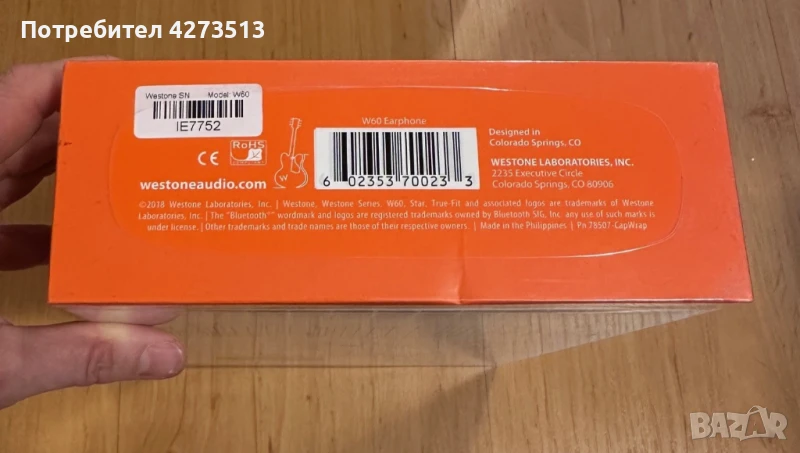 Потребител 4273513
Westone SN Model: W60
IE7752
CE
RoHS
westoneaudio.com
W
W60 Earphone
6 02353 70023 3
Designed in
Colorado Springs, CO
WESTONE LABORATORIES, INC.
2235 Executive Circle
Colorado Springs, CO 80906
©2018 Westone Laboratories, Inc. | Westone, Westone Series, W60, Star, True-Fit and associated logos are trademarks of Westone
Laboratories, Inc. | The "Bluetooth®" wordmark and logos are registered trademarks owned by Bluetooth SIG, Inc. any use of such marks is
under license. | Other trademarks and trade names are those of their respective owners. | Made in the Philippines | Pn 78507-CapWrap
BAZAR